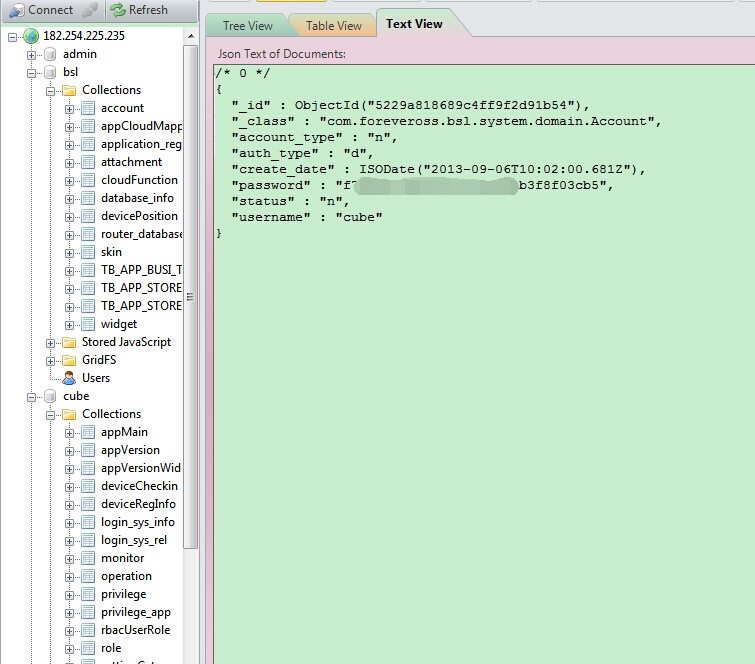 Connect
Refresh
182.254.225.235
admin
bsl
Collections
account
appCloudMapp
application_reg
attachment
cloudFunction
database_info
devicePosition
router_database
skin
TB_APP_BUSI_T
TB_APP_STORE
TB_APP_STORE
widget
Stored JavaScript
GridFS
Users
cube
Collections
appMain
appVersion
appVersionWid
deviceCheckin
deviceRegInfo
login_sys_info
login_sys_rel
monitor
operation
privilege
privilege_app
rbacUserRole
role
Tree View
Table View
Text View
Json Text of Documents:
/* 0 */
{
"_id" : ObjectId("5229a818689c4ff9f2d91b54"),
"_class" : "com.foreveross.bsl.system.domain.Account",
"account_type" : "n",
"auth_type" : "d",
"create_date" : ISODate("2013-09-06T10:02:00.681Z"),
"password" : "f b3f8f03cb5",
"status" : "n",
"username" : "cube"
}